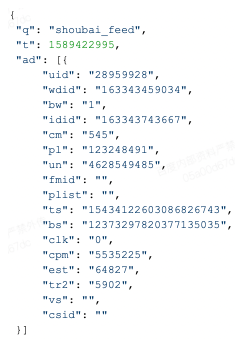 {
"q": "shoubai_feed",
"t": 1589422995,
"ad": [{
"uid": "28959928",
"wdid": "163343459034",
"bw": "1",
"idid": "163343743667",
"cm": "545",
"pl": "123248491",
"un": "4628549485",
"fmid": "",
"plist": "",
"ts": "15434122603086826743",
"bs": "12373297820377135035",
"clk": "0",
"cpm": "5535225",
"est": "64827",
"tr2": "5902",
"vs": "",
"csid": ""
}]